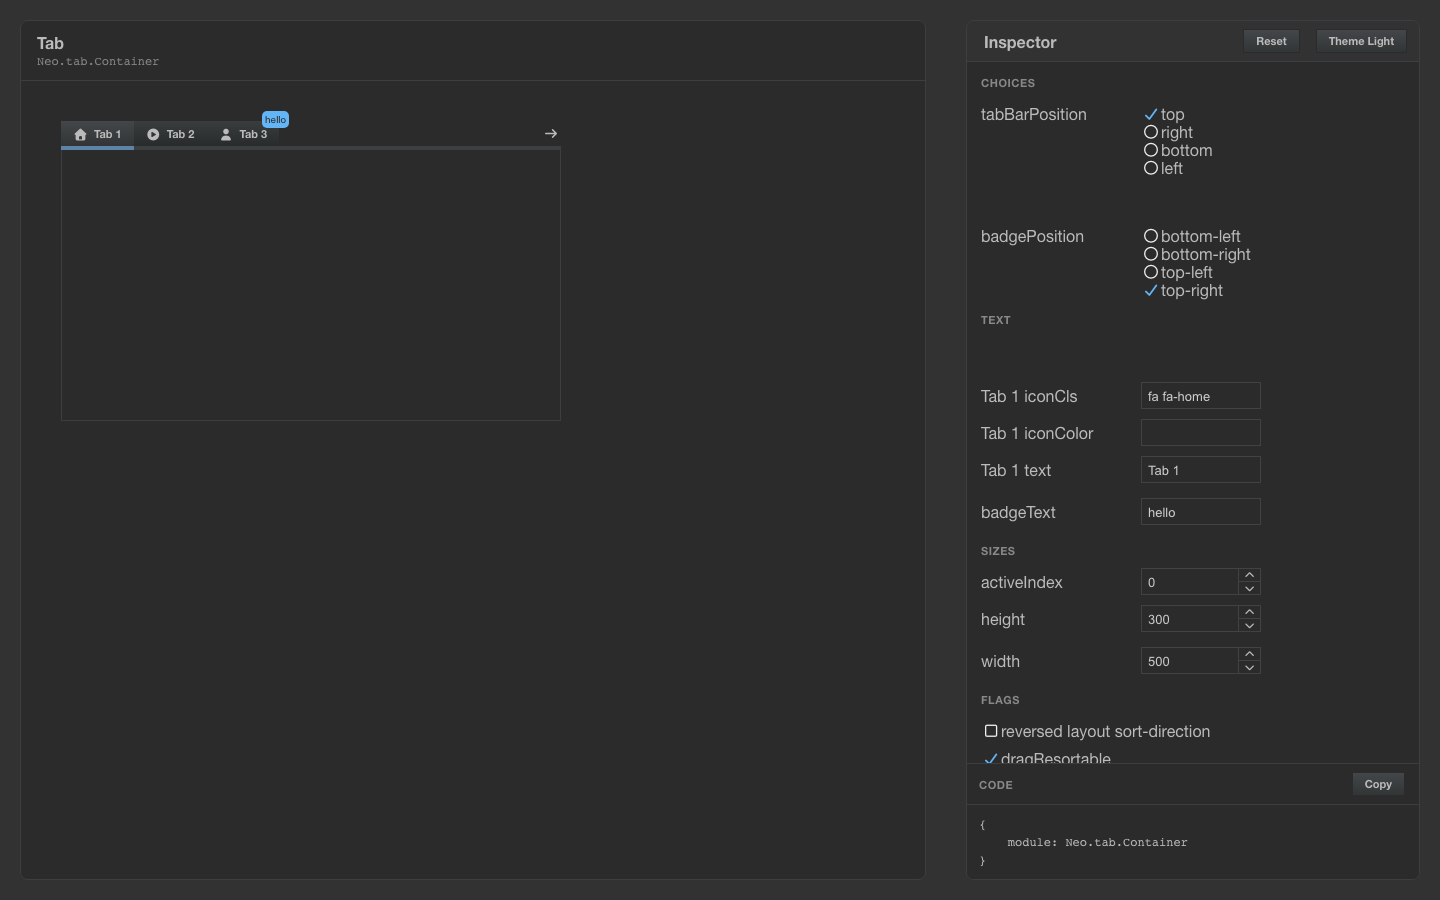 Tab
Neo.tab.Container
Tab 1
Tab 2
Tab 3
hello
Inspector
Reset
Theme Light
CHOICES
tabBarPosition
top
right
bottom
left
badgePosition
bottom-left
bottom-right
top-left
top-right
TEXT
Tab 1 iconCls
fa fa-home
Tab 1 iconColor
Tab 1 text
Tab 1
badgeText
hello
SIZES
activeIndex
0
height
300
width
500
FLAGS
reversed layout sort-direction
dragResortable
CODE
Copy
{
module: Neo.tab.Container
}